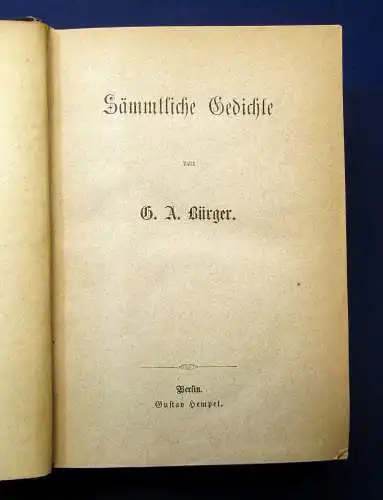 Sämmtliche Gedichte
von
G. A. Bürger.
Berlin.
Gustav Hempel.